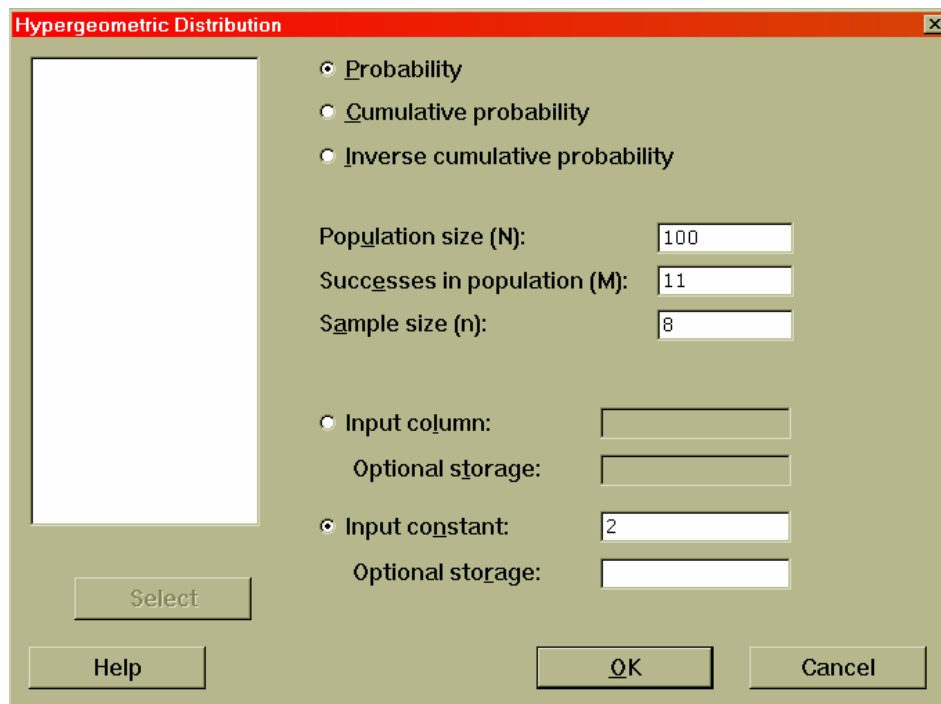 Hypergeometric Distribution
Probability
Cumulative probability
Inverse cumulative probability
Population size (N): 100
Successes in population (M): 11
Sample size (n): 8
Input column:
Optional storage:
Input constant: 2
Optional storage:
Select
Help
OK
Cancel